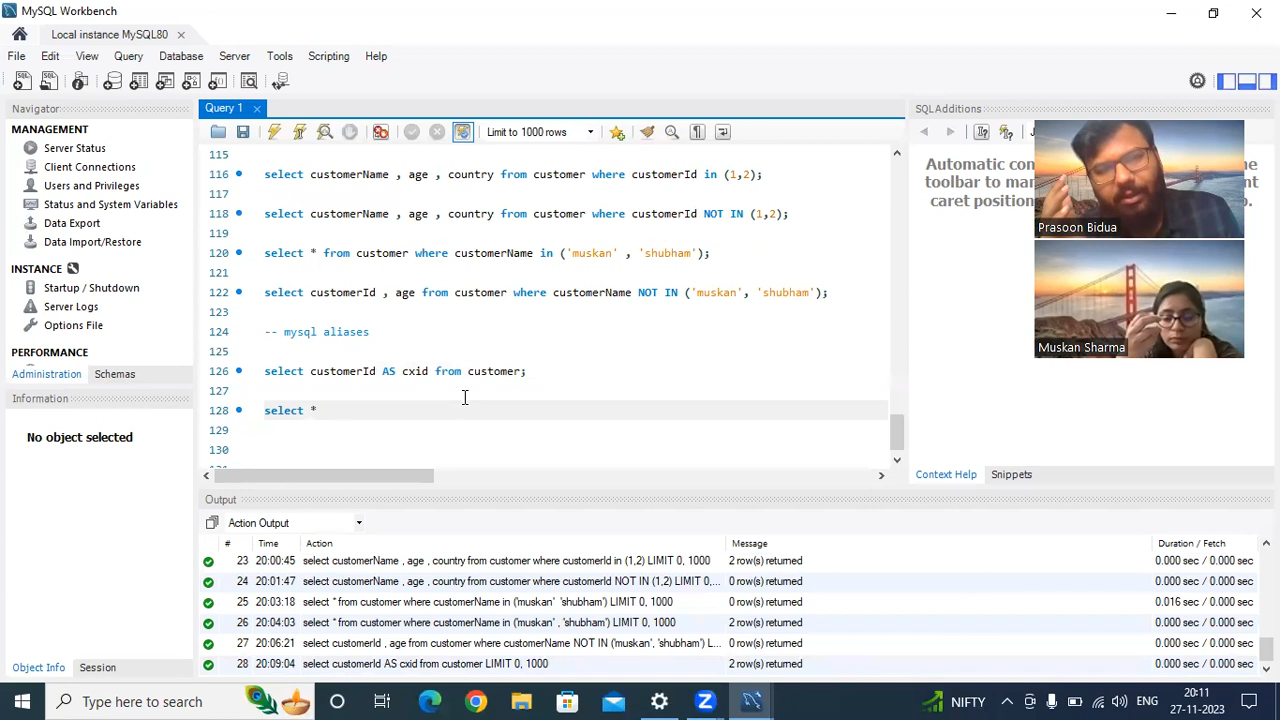 MySQL Workbench
Local instance MySQL80
File Edit View Query Database Server Tools Scripting Help
Navigator
MANAGEMENT
Server Status
Client Connections
Users and Privileges
Status and System Variables
Data Export
Data Import/Restore
INSTANCE
Startup / Shutdown
Server Logs
Options File
PERFORMANCE
Administration Schemas
Information
No object selected
Object Info Session
Query 1
Limit to 1000 rows
115
116 select customerName , age , country from customer where customerId in (1,2);
117
118 select customerName , age , country from customer where customerId NOT IN (1,2);
119
120 select * from customer where customerName in ('muskan' , 'shubham');
121
122 select customerId , age from customer where customerName NOT IN ('muskan', 'shubham');
123
124 -- mysql aliases
125
126 select customerId AS cxid from customer;
127
128 select *
129
130
SQLAdditions
Automatic con
toolbar to mar
caret position
he
ent
o.
Prasoon Bidua
Muskan Sharma
Context Help Snippets
Output
Action Output
# Time Action Message Duration / Fetch
23 20:00:45 select customerName , age , country from customer where customerId in (1,2) LIMIT 0, 1000 2 row(s) returned 0.000 sec / 0.000 sec
24 20:01:47 select customerName , age , country from customer where customerId NOT IN (1,2) LIMIT 0,... 0 row(s) returned 0.000 sec / 0.000 sec
25 20:03:18 select * from customer where customerName in ('muskan' 'shubham') LIMIT 0, 1000 0 row(s) returned 0.016 sec / 0.000 sec
26 20:04:03 select * from customer where customerName in ('muskan' , 'shubham') LIMIT 0, 1000 2 row(s) returned 0.000 sec / 0.000 sec
27 20:06:21 select customerId , age from customer where customerName NOT IN ('muskan', 'shubham') L... 0 row(s) returned 0.000 sec / 0.000 sec
28 20:09:04 select customerId AS cxid from customer LIMIT 0, 1000 2 row(s) returned 0.000 sec / 0.000 sec
Type here to search
NIFTY
ENG
20:11
27-11-2023